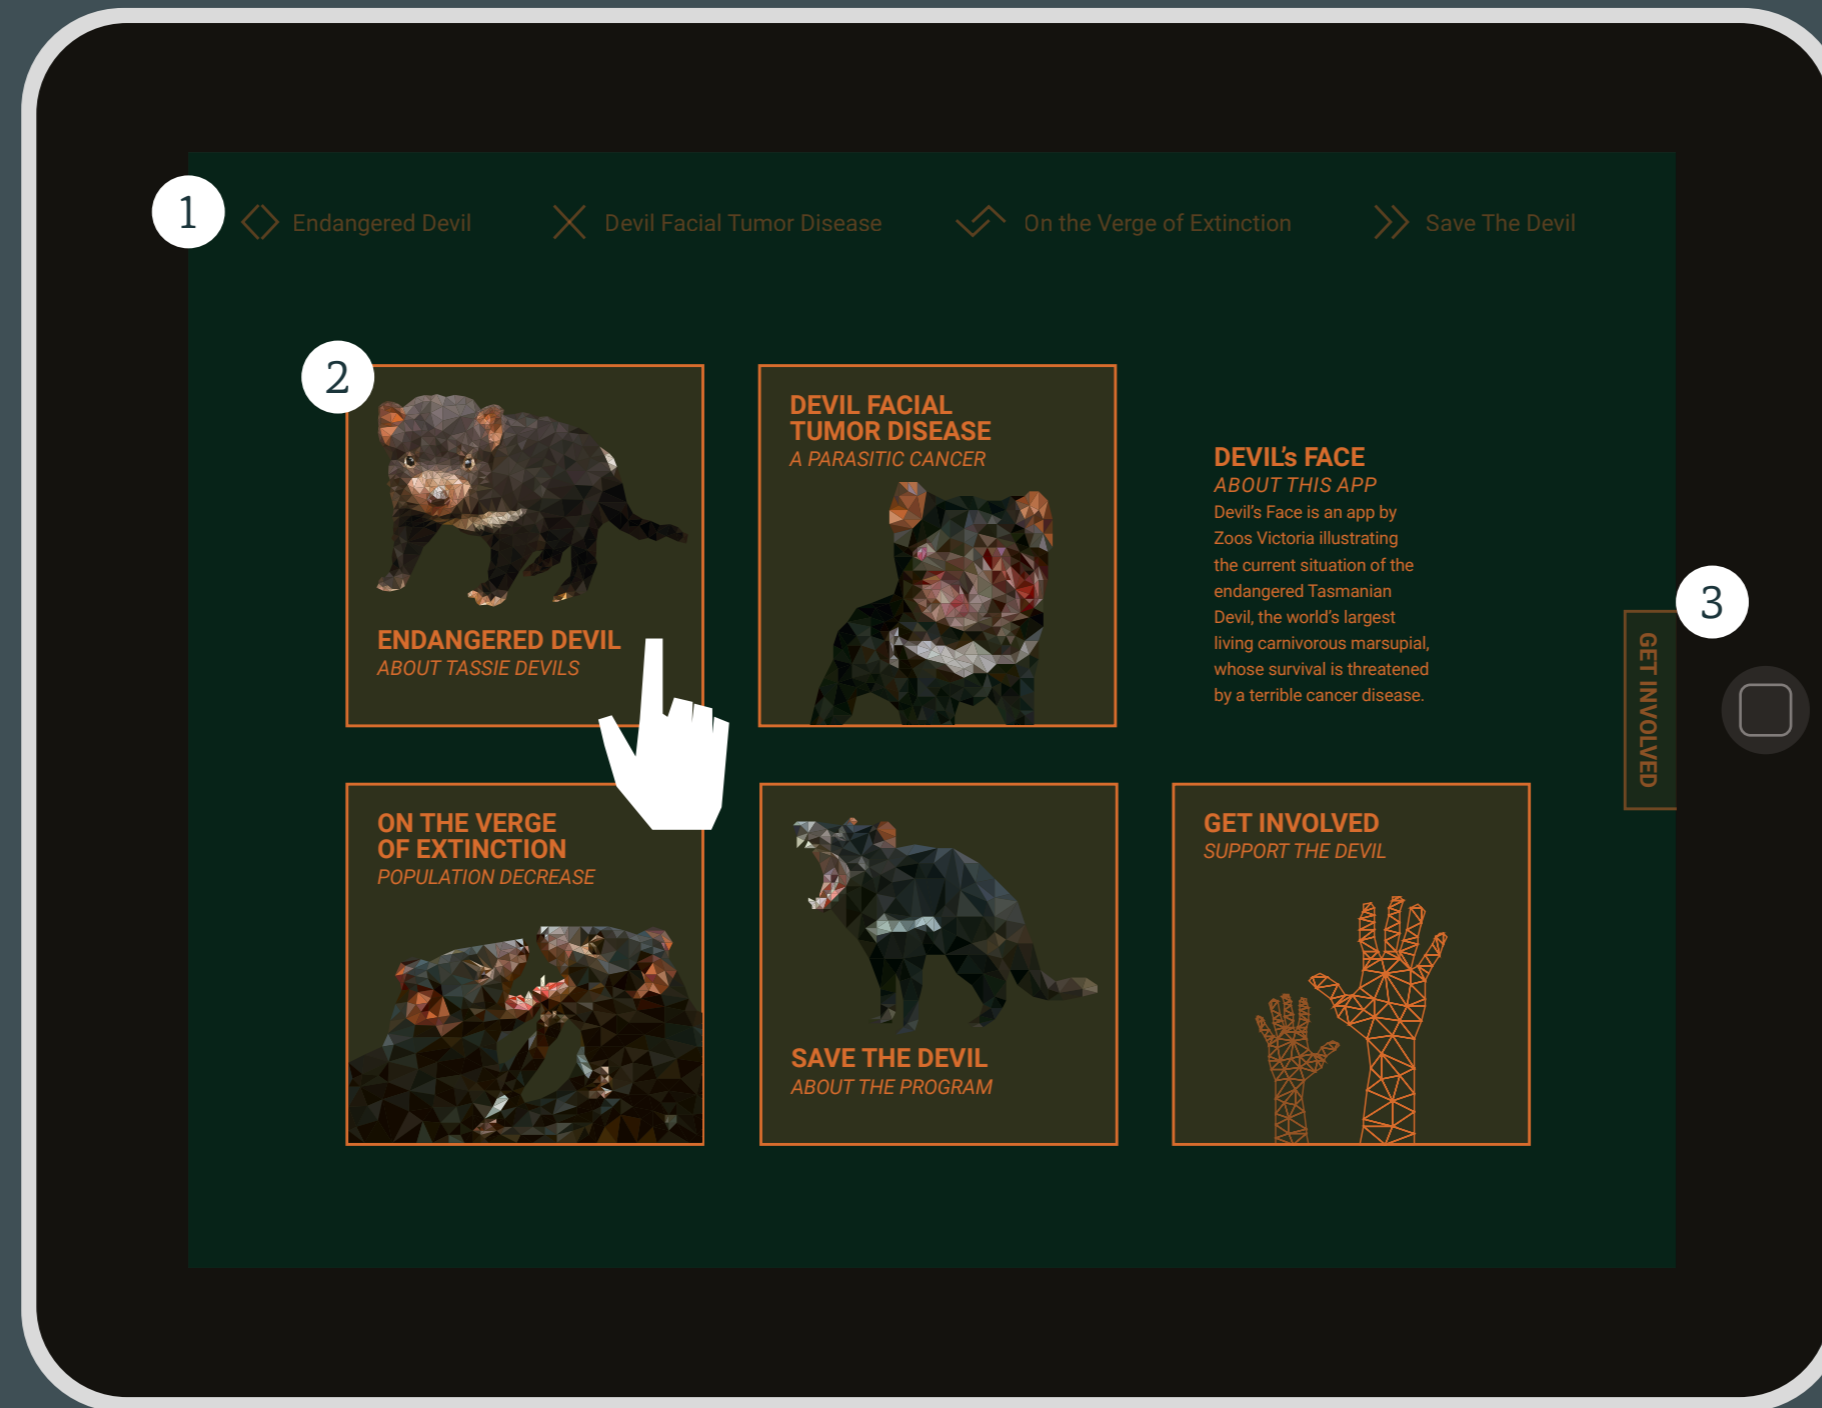 1
Endangered Devil
Devil Facial Tumor Disease
On the Verge of Extinction
Save The Devil
2
ENDANGERED DEVIL
ABOUT TASSIE DEVILS
DEVIL FACIAL
TUMOR DISEASE
A PARASITIC CANCER
DEVIL's FACE
ABOUT THIS APP
Devil's Face is an app by
Zoos Victoria illustrating
the current situation of the
endangered Tasmanian
Devil, the world's largest
living carnivorous marsupial,
whose survival is threatened
by a terrible cancer disease.
3
GET INVOLVED
ON THE VERGE
OF EXTINCTION
POPULATION DECREASE
SAVE THE DEVIL
ABOUT THE PROGRAM
GET INVOLVED
SUPPORT THE DEVIL